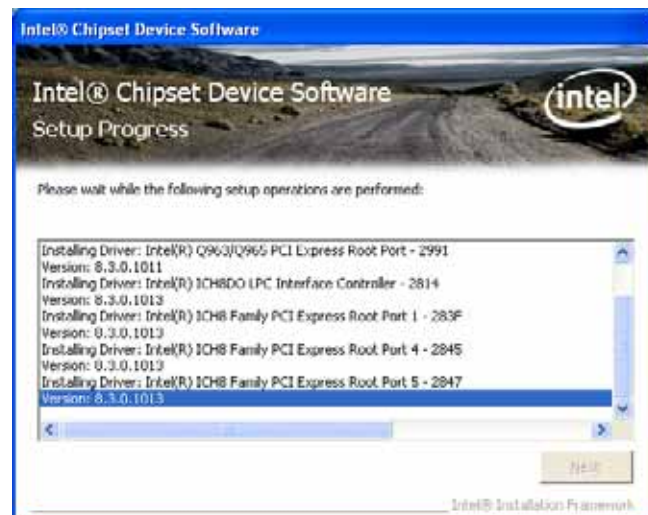 Intel® Chipset Device Software
Intel® Chipset Device Software
intel
Setup Progress
Please wait while the following setup operations are performed:
Installing Driver: Intel(R) Q963/Q965 PCI Express Root Port - 2991
Version: 8.3.0.1011
Installing Driver: Intel(R) ICH8DO LPC Interface Controller - 2814
Version: 8.3.0.1013
Installing Driver: Intel(R) ICH8 Family PCI Express Root Port 1 - 283F
Version: 8.3.0.1013
Installing Driver: Intel(R) ICH8 Family PCI Express Root Port 4 - 2845
Version: 8.3.0.1013
Installing Driver: Intel(R) ICH8 Family PCI Express Root Port 5 - 2847
Version: 8.3.0.1013
Next
Intel® Installation Framework